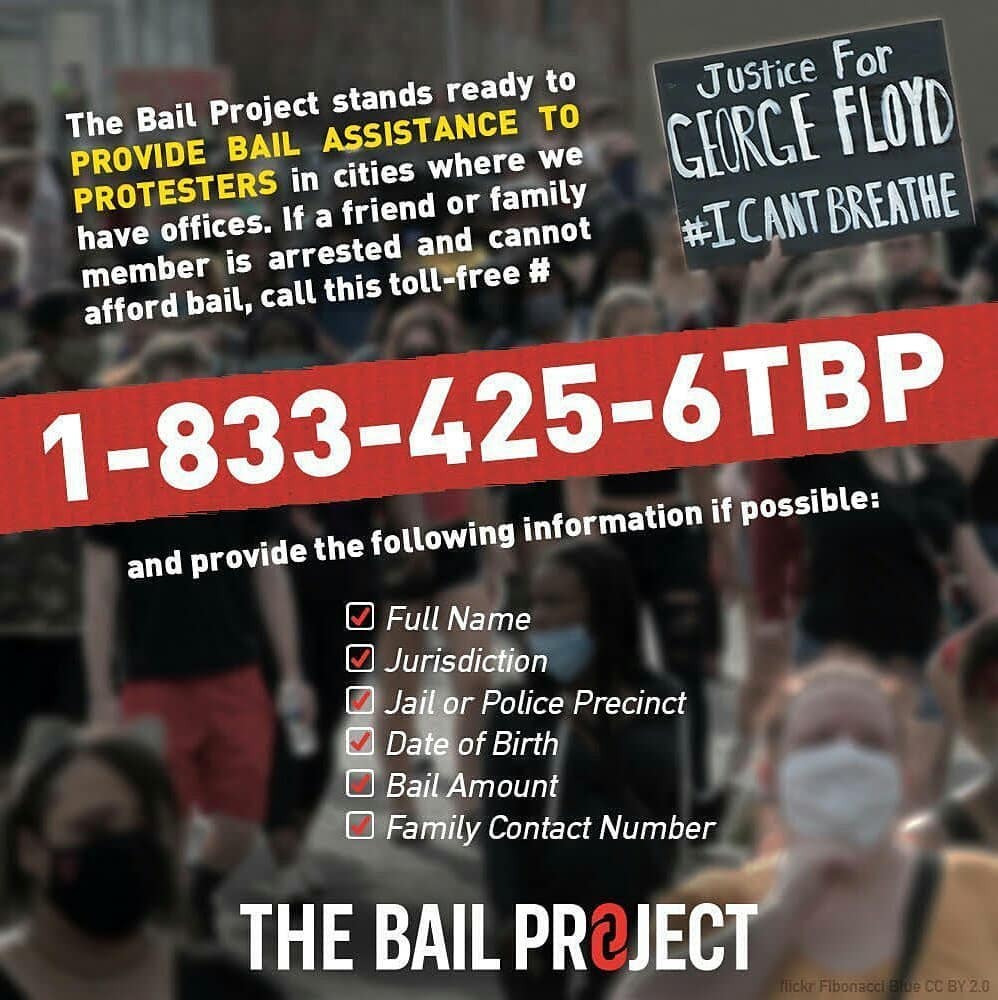 The Bail Project stands ready to
PROVIDE BAIL ASSISTANCE TO
PROTESTERS in cities where we
have offices. If a friend or family
member is arrested and cannot
afford bail, call this toll-free #
Justice For
GEORGE FLOYD
#I CANT BREATHE
1-833-425-6TBP
and provide the following information if possible:
Full Name
Jurisdiction
Jail or Police Precinct
Date of Birth
Bail Amount
Family Contact Number
THE BAIL PROJECT
flickr Fibonacci Blue CC BY 2.0